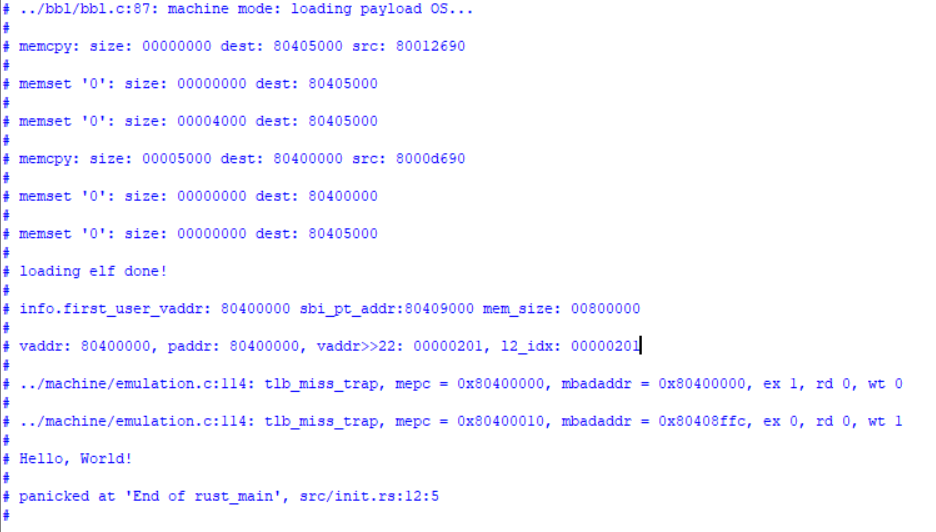 # ../bbl/bbl.c:87: machine mode: loading payload OS...
#
# memcpy: size: 00000000 dest: 80405000 src: 80012690
#
# memset '0': size: 00000000 dest: 80405000
#
# memset '0': size: 00004000 dest: 80405000
#
# memcpy: size: 00005000 dest: 80400000 src: 8000d690
#
# memset '0': size: 00000000 dest: 80400000
#
# memset '0': size: 00000000 dest: 80405000
#
# loading elf done!
#
# info.first_user_vaddr: 80400000 sbi_pt_addr:80409000 mem_size: 00800000
#
# vaddr: 80400000, paddr: 80400000, vaddr>>22: 00000201, l2_idx: 00000201
#
# ../machine/emulation.c:114: tlb_miss_trap, mepc = 0x80400000, mbadaddr = 0x80400000, ex 1, rd 0, wt 0
#
# ../machine/emulation.c:114: tlb_miss_trap, mepc = 0x80400010, mbadaddr = 0x80408ffc, ex 0, rd 0, wt 1
#
# Hello, World!
#
# panicked at 'End of rust_main', src/init.rs:12:5
#